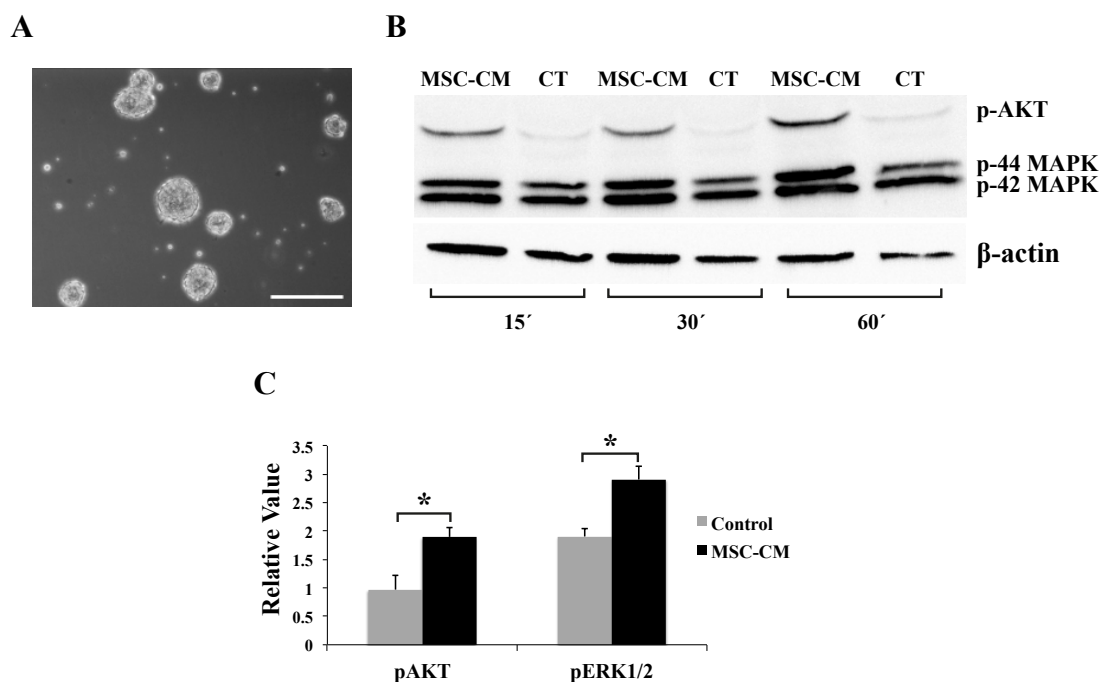 A
B
MSC-CM CT MSC-CM CT MSC-CM CT
p-AKT
p-44 MAPK
p-42 MAPK
β-actin
15´ 30´ 60´
C
Relative Value
3.5
3
2.5
2
1.5
1
0.5
0
*
*
Control
MSC-CM
pAKT pERK1/2